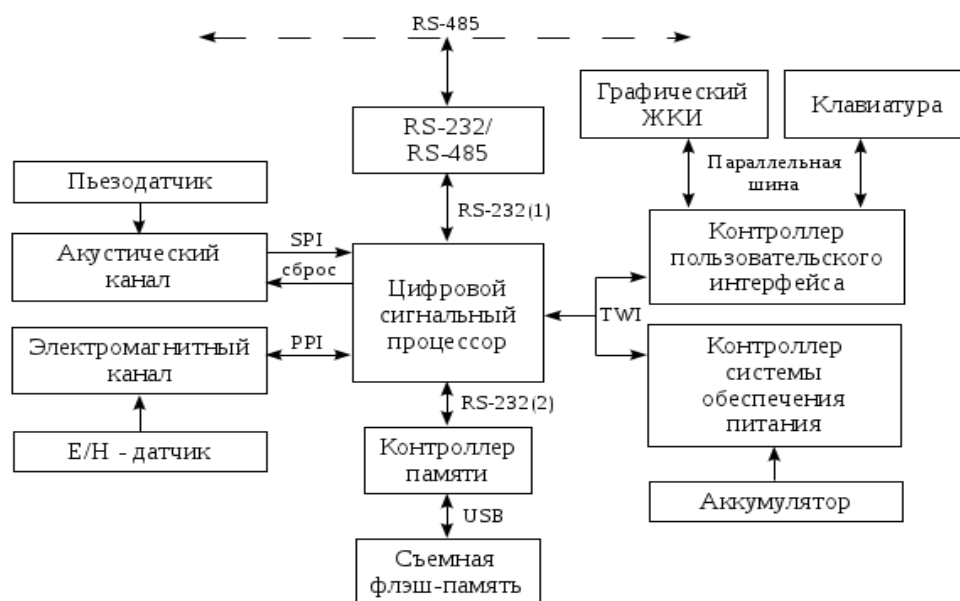 RS-485
RS-232/
RS-485
RS-232(1)
Графический
ЖКИ
Клавиатура
Параллельная
шина
Пьезодатчик
Акустический
канал
SPI
сброс
Цифровой
сигнальный
процессор
Контроллер
пользовательского
интерфейса
TWI
Электромагнитный
канал
PPI
Контроллер
системы
обеспечения
питания
E/H - датчик
RS-232(2)
Контроллер
памяти
Аккумулятор
USB
Съемная
флэш-память